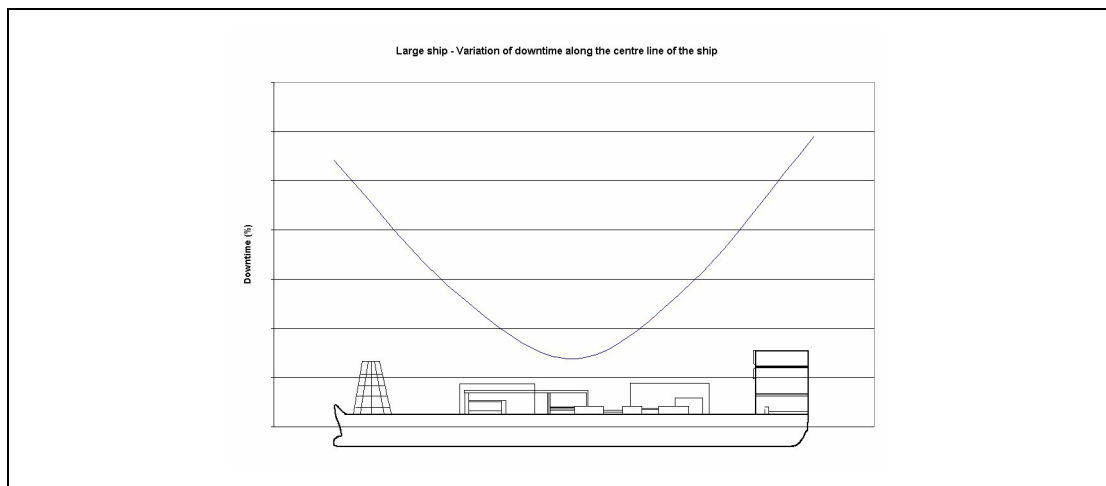 Large ship - Variation of downtime along the centre line of the ship
Downtime (%)